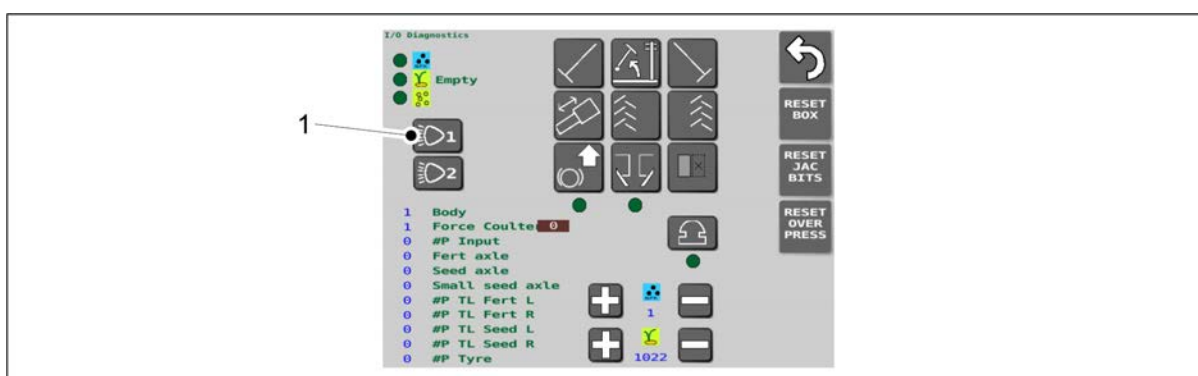 I/O Diagnostics
Empty
1
1
2
RESET
BOX
RESET
JAC
BITS
RESET
OVER
PRESS
1 Body
1 Force Coulte 0
0 #P Input
0 Fert axle
0 Seed axle
0 Small seed axle
0 #P TL Fert L
0 #P TL Fert R
0 #P TL Seed L
0 #P TL Seed R
0 #P Tyre
1
1022